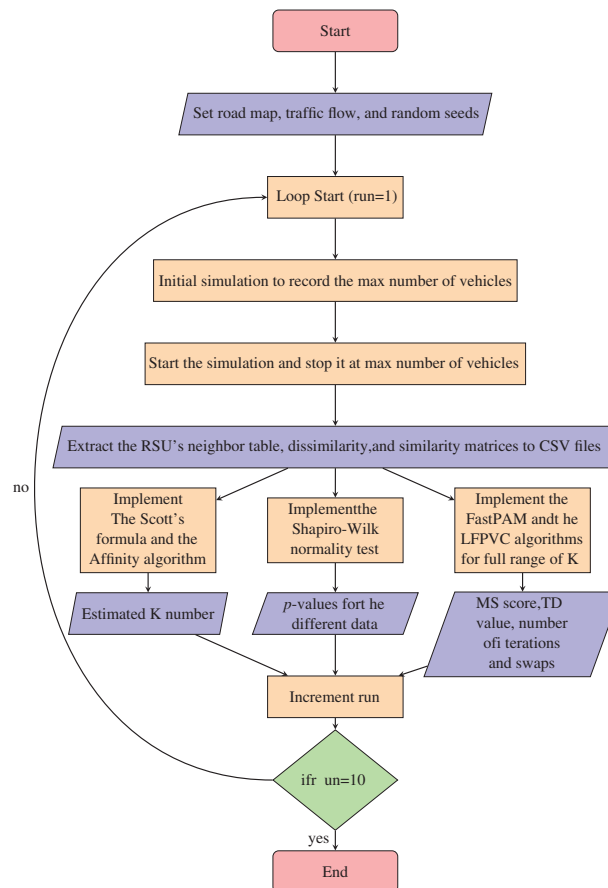 Start
Set road map, traffic flow, and random seeds
Loop Start (run=1)
Initial simulation to record the max number of vehicles
Start the simulation and stop it at max number of vehicles
Extract the RSU's neighbor table, dissimilarity,and similarity matrices to CSV files
no
Implement
The Scott's
formula and the
Affinity algorithm
Implementthe
Shapiro-Wilk
normality test
Implement the
FastPAM andt he
LFPVC algorithms
for full range of K
Estimated K number
p-values fort he
different data
MS score,TD
value, number
ofi terations
and swaps
Increment run
ifr un=10
yes
End